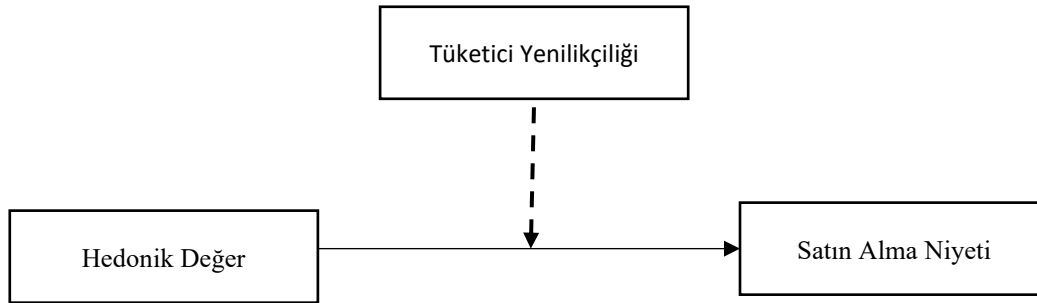 Tüketici Yenilikçiliği
Hedonik Değer
Satın Alma Niyeti